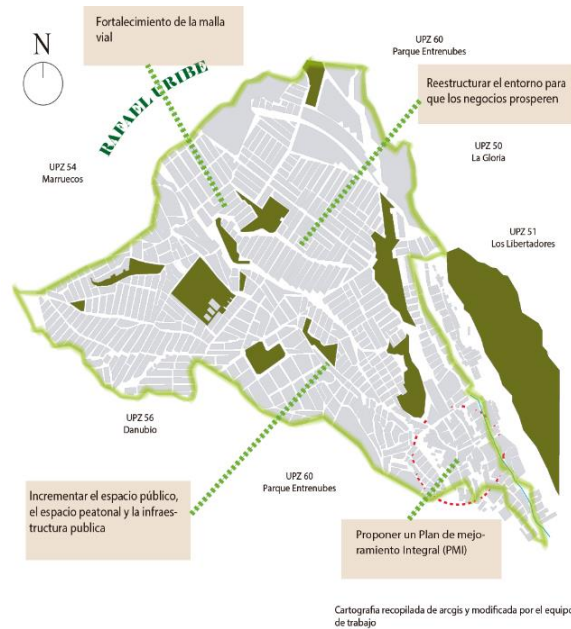 Fortalecimiento de la malla
vial
N
RAFAEL URIBE
UPZ 60
Parque Entrenubes
Reestructurar el entorno para
que los negocios prosperen
UPZ 50
La Gloria
UPZ 54
Marruecos
UPZ 51
Los Libertadores
UPZ 56
Danubio
UPZ 60
Parque Entrenubes
Incrementar el espacio público,
el espacio peatonal y la infraes-
tructura publica
Proponer un Plan de mejo-
ramiento Integral (PMI)
Cartografia recopilada de arcgis y modificada por el equipo
de trabajo